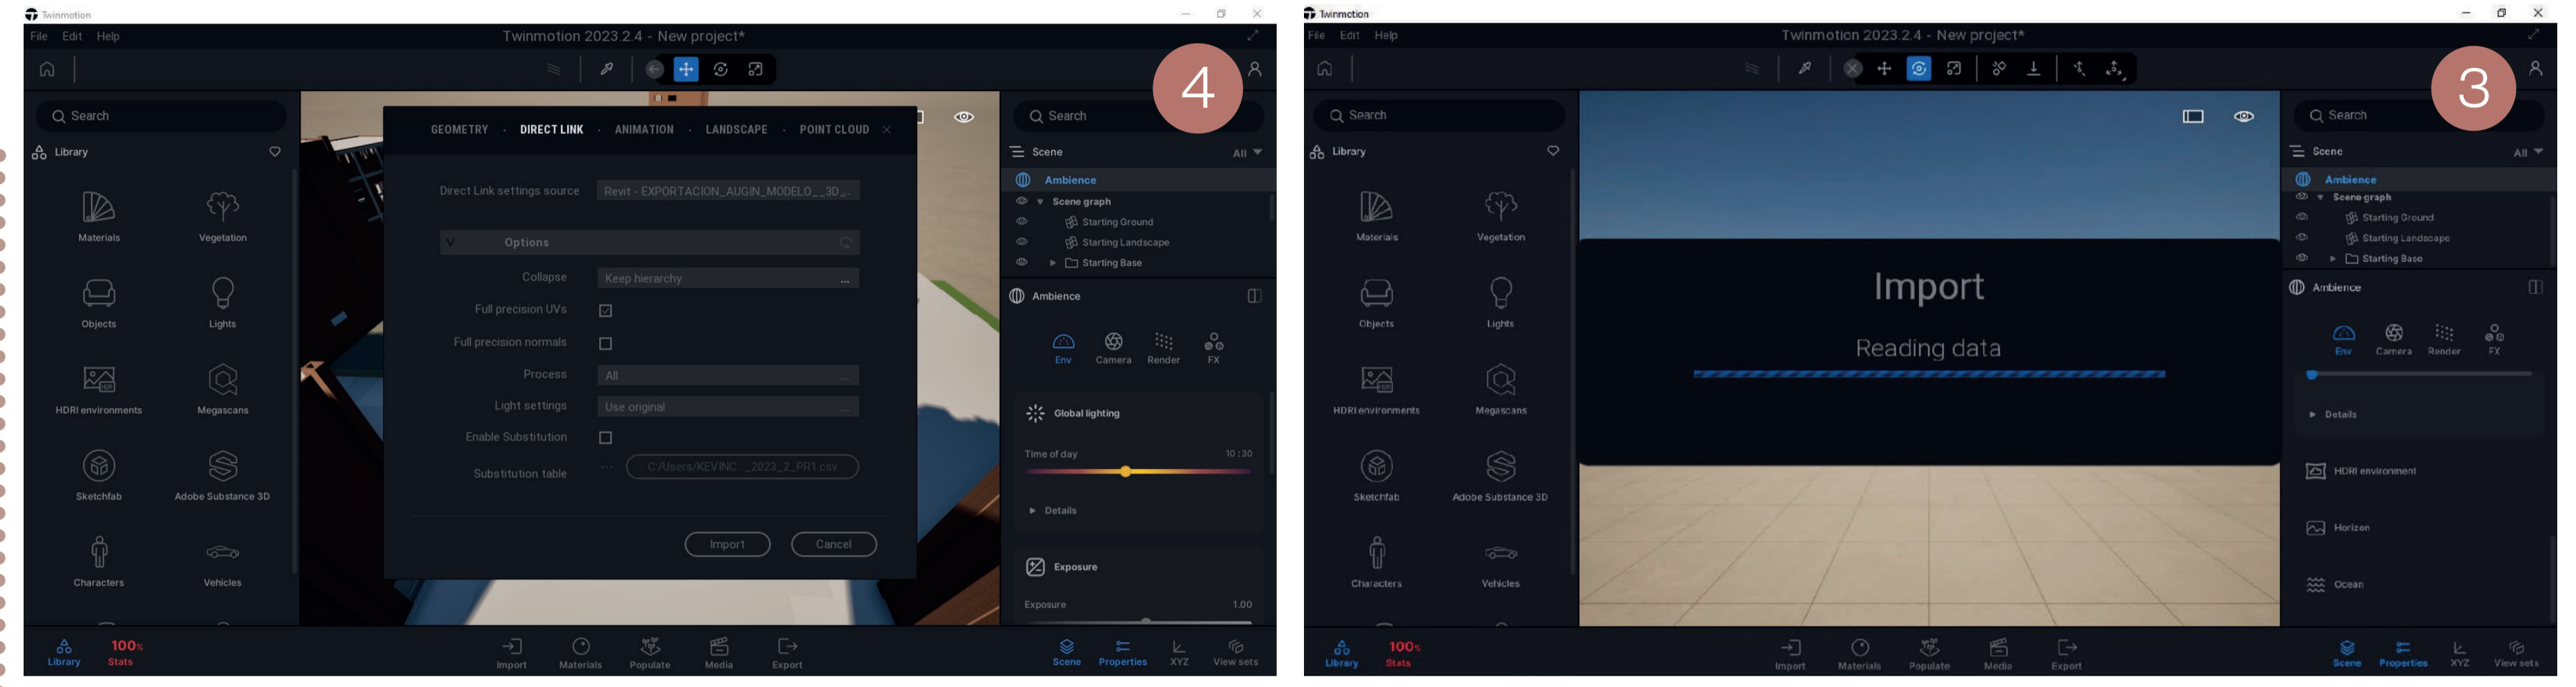 Twinmotion
File Edit Help
Twinmotion 2023.2.4 - New project*
4
Search
Library
Materials
Vegetation
Objects
Lights
HDRI environments
Megascans
Sketchfab
Adobe Substance 3D
Characters
Vehicles
GEOMETRY · DIRECT LINK · ANIMATION · LANDSCAPE · POINT CLOUD
Direct Link settings source Revit - EXPORTACION_AUGIN_MODELO__3D_..
Options
Collapse Keep hierarchy ...
Full precision UVs
Full precision normals
Process All ...
Light settings Use original ...
Enable Substitution
Substitution table ... C:/Users/KEVINC..._2023_2_PR1.csv
Import Cancel
Search
Scene All
Ambience
Scene graph
Starting Ground
Starting Landscape
Starting Base
Ambience
Env Camera Render FX
Global lighting
Time of day 10:30
Details
Exposure
Exposure 1.00
Library
100%
Stats
Import Materials Populate Media Export
Scene Properties XYZ View sets
Twinmotion
File Edit Help
Twinmotion 2023.2.4 - New project*
3
Search
Library
Materials
Vegetation
Objects
Lights
HDRI environments
Megascans
Sketchfab
Adobe Substance 3D
Characters
Vehicles
Import
Reading data
Search
Scene All
Ambience
Scene graph
Starting Ground
Starting Landscape
Starting Base
Ambience
Env Camera Render FX
Details
HDRI environment
Horizon
Ocean
Library
100%
Stats
Import Materials Populate Media Export
Scene Properties XYZ View sets